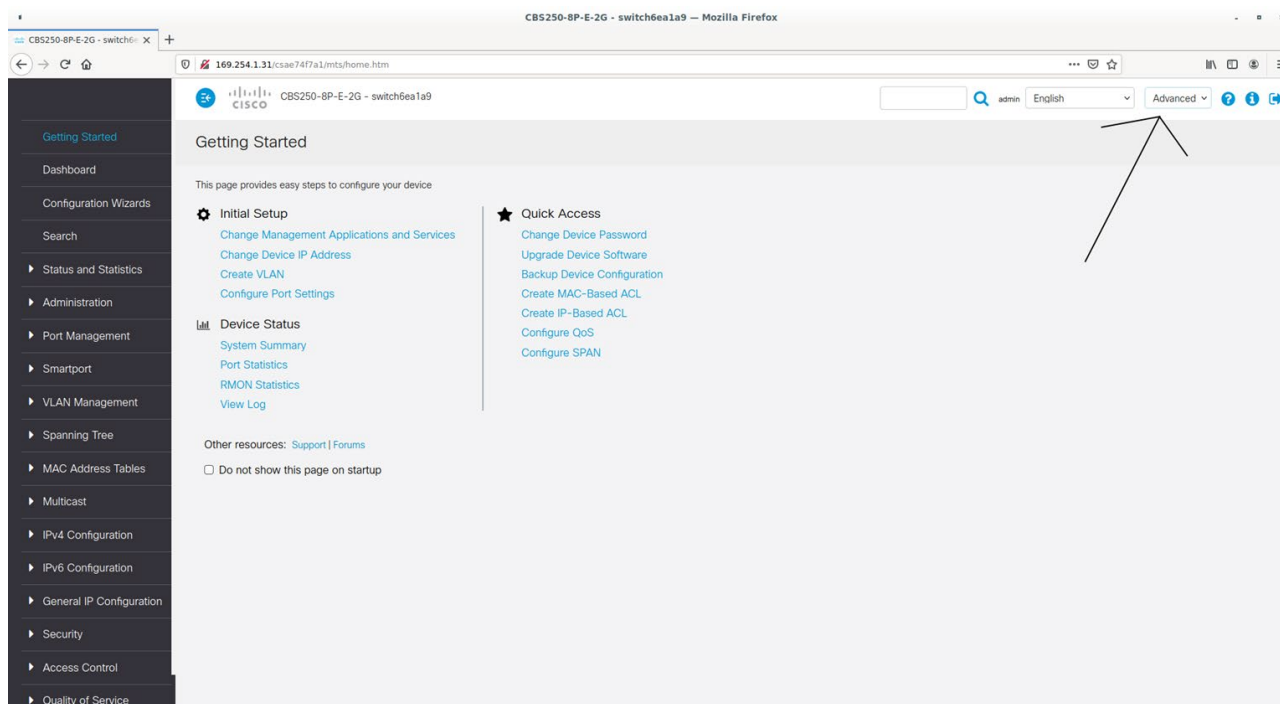 CBS250-8P-E-2G - switch6ea1a9 — Mozilla Firefox
CBS250-8P-E-2G - switch6e
169.254.1.31/csae74f7a1/mts/home.htm
CISCO CBS250-8P-E-2G - switch6ea1a9 admin English Advanced
Getting Started
Dashboard
Configuration Wizards
Search
Status and Statistics
Administration
Port Management
Smartport
VLAN Management
Spanning Tree
MAC Address Tables
Multicast
IPv4 Configuration
IPv6 Configuration
General IP Configuration
Security
Access Control
Quality of Service
Getting Started
This page provides easy steps to configure your device
Initial Setup
Change Management Applications and Services
Change Device IP Address
Create VLAN
Configure Port Settings
Device Status
System Summary
Port Statistics
RMON Statistics
View Log
Quick Access
Change Device Password
Upgrade Device Software
Backup Device Configuration
Create MAC-Based ACL
Create IP-Based ACL
Configure QoS
Configure SPAN
Other resources: Support | Forums
Do not show this page on startup